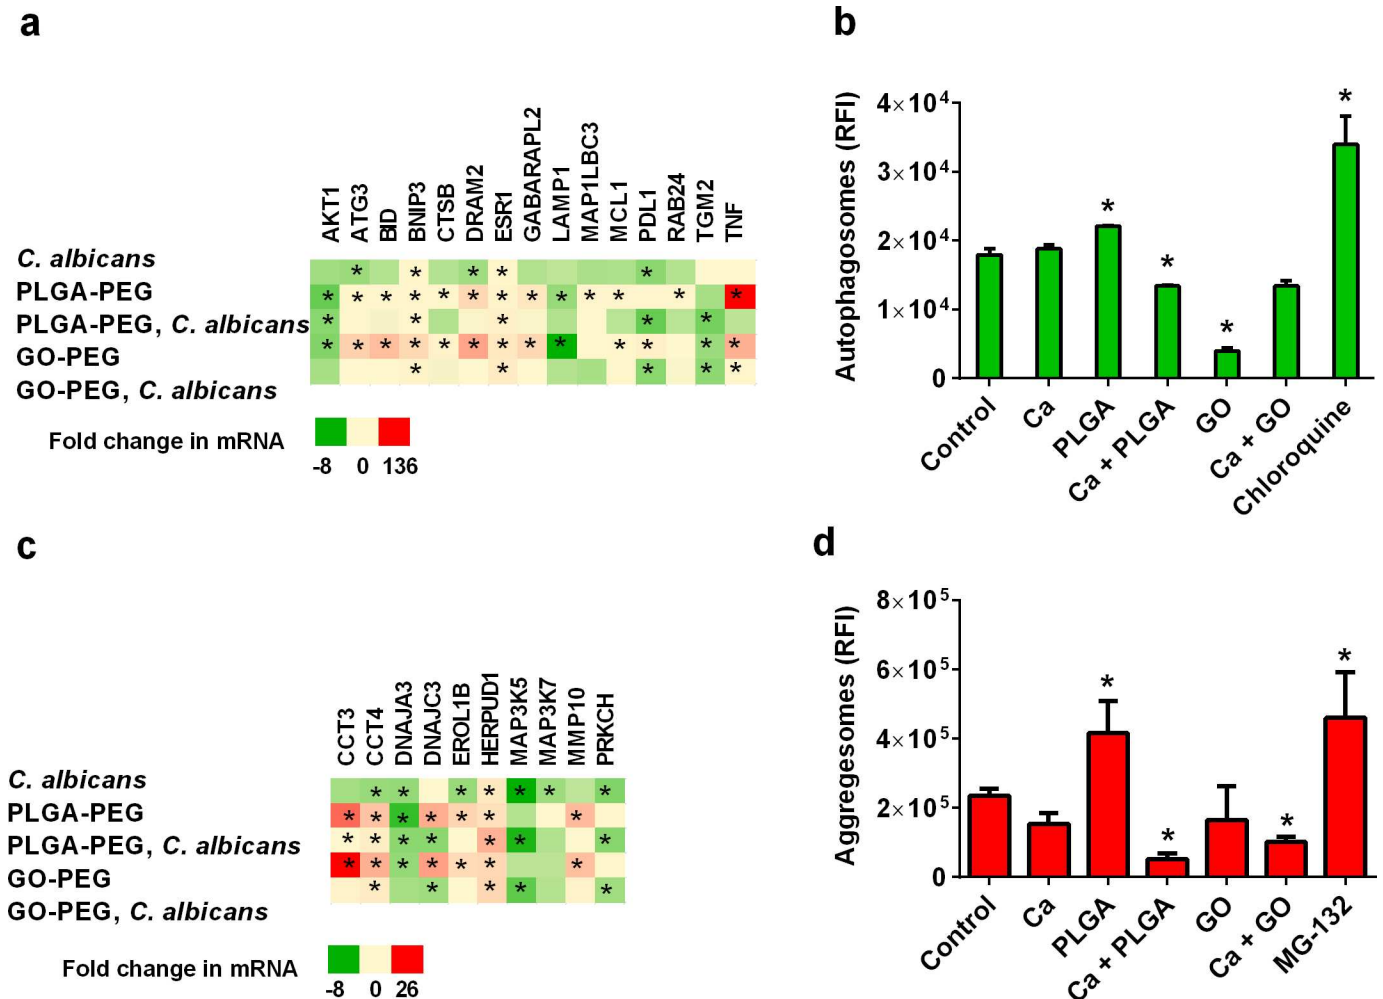 a
AKT1
ATG3
BID
BNIP3
CTSB
DRAM2
ESR1
GABARAPL2
LAMP1
MAP1LBC3
MCL1
PDL1
RAB24
TGM2
TNF
C. albicans
PLGA-PEG
PLGA-PEG, C. albicans
GO-PEG
GO-PEG, C. albicans
* * * * *
* * * * * * * * * * * * *
* * * * *
* * * * * * * * * * * * *
* * * * *
Fold change in mRNA
-8 0 136
b
Autophagosomes (RFI)
4×10⁴
3×10⁴
2×10⁴
1×10⁴
0
* * * * *
Control
Ca
PLGA
Ca + PLGA
GO
Ca + GO
Chloroquine
c
CCT3
CCT4
DNAJA3
DNAJC3
EROL1B
HERPUD1
MAP3K5
MAP3K7
MMP10
PRKCH
C. albicans
PLGA-PEG
PLGA-PEG, C. albicans
GO-PEG
GO-PEG, C. albicans
* * * * * * *
* * * * * * *
* * * * * * *
* * * * * * *
* * * * *
Fold change in mRNA
-8 0 26
d
Aggregesomes (RFI)
8×10⁵
6×10⁵
4×10⁵
2×10⁵
0
* * * *
Control
Ca
PLGA
Ca + PLGA
GO
Ca + GO
MG-132